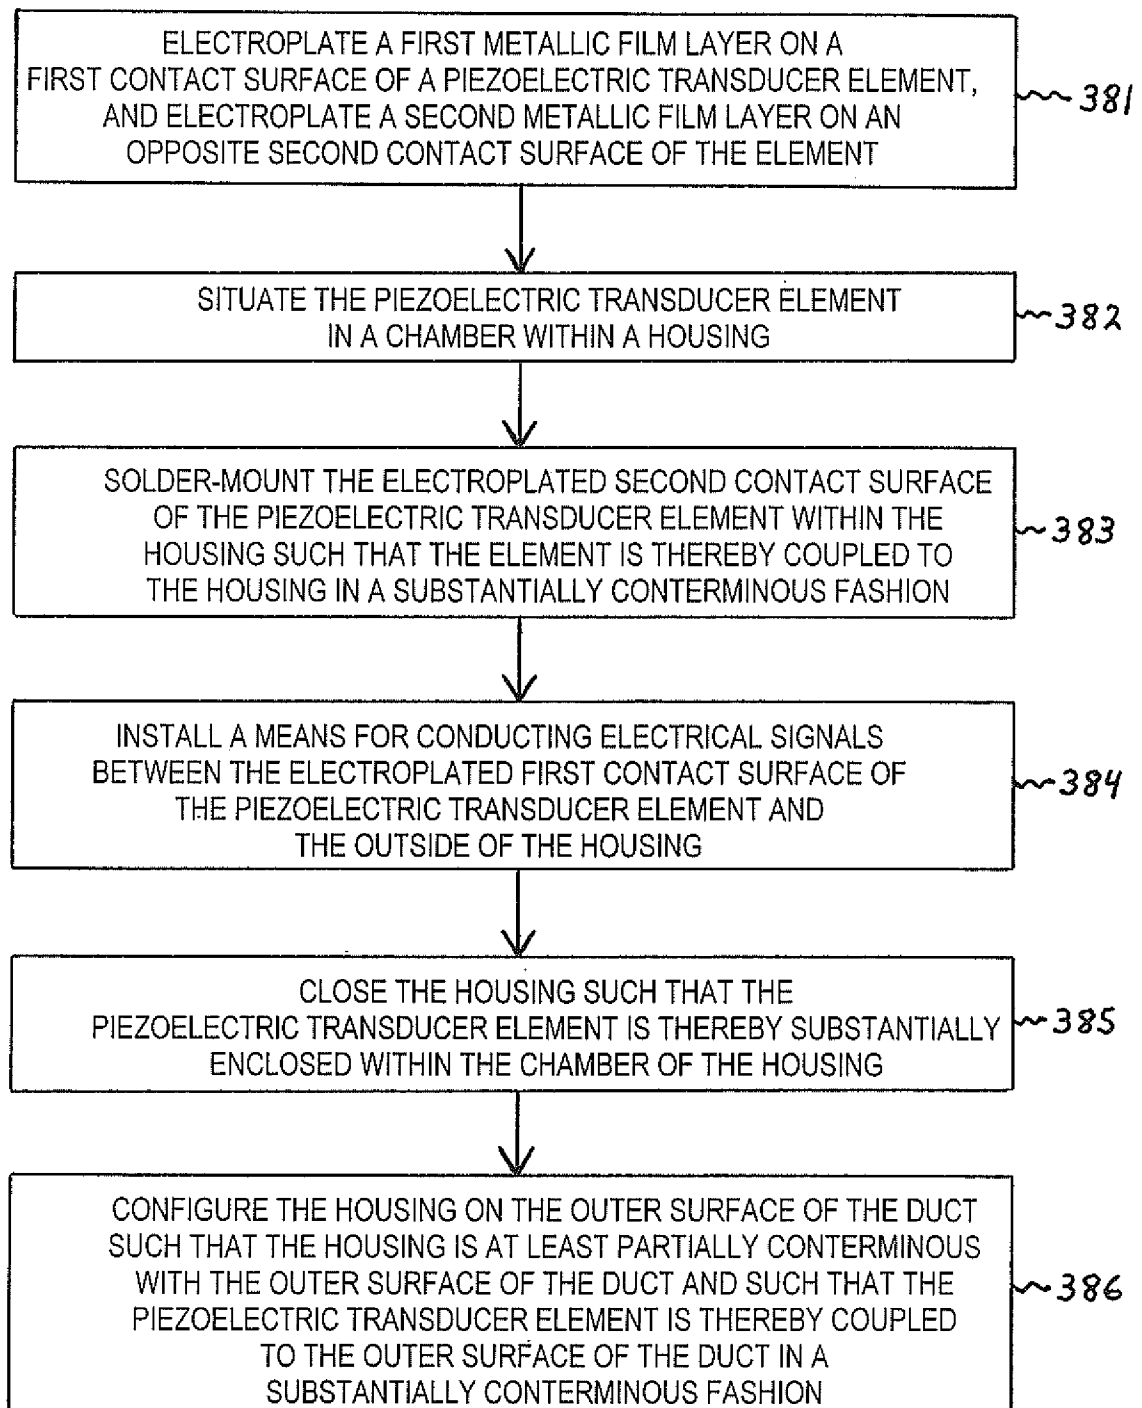 ELECTROPLATE A FIRST METALLIC FILM LAYER ON A
FIRST CONTACT SURFACE OF A PIEZOELECTRIC TRANSDUCER ELEMENT,
AND ELECTROPLATE A SECOND METALLIC FILM LAYER ON AN
OPPOSITE SECOND CONTACT SURFACE OF THE ELEMENT
381
SITUATE THE PIEZOELECTRIC TRANSDUCER ELEMENT
IN A CHAMBER WITHIN A HOUSING
382
SOLDER-MOUNT THE ELECTROPLATED SECOND CONTACT SURFACE
OF THE PIEZOELECTRIC TRANSDUCER ELEMENT WITHIN THE
HOUSING SUCH THAT THE ELEMENT IS THEREBY COUPLED TO
THE HOUSING IN A SUBSTANTIALLY CONTERMINOUS FASHION
383
INSTALL A MEANS FOR CONDUCTING ELECTRICAL SIGNALS
BETWEEN THE ELECTROPLATED FIRST CONTACT SURFACE OF
THE PIEZOELECTRIC TRANSDUCER ELEMENT AND
THE OUTSIDE OF THE HOUSING
384
CLOSE THE HOUSING SUCH THAT THE
PIEZOELECTRIC TRANSDUCER ELEMENT IS THEREBY SUBSTANTIALLY
ENCLOSED WITHIN THE CHAMBER OF THE HOUSING
385
CONFIGURE THE HOUSING ON THE OUTER SURFACE OF THE DUCT
SUCH THAT THE HOUSING IS AT LEAST PARTIALLY CONTERMINOUS
WITH THE OUTER SURFACE OF THE DUCT AND SUCH THAT THE
PIEZOELECTRIC TRANSDUCER ELEMENT IS THEREBY COUPLED
TO THE OUTER SURFACE OF THE DUCT IN A
SUBSTANTIALLY CONTERMINOUS FASHION
386